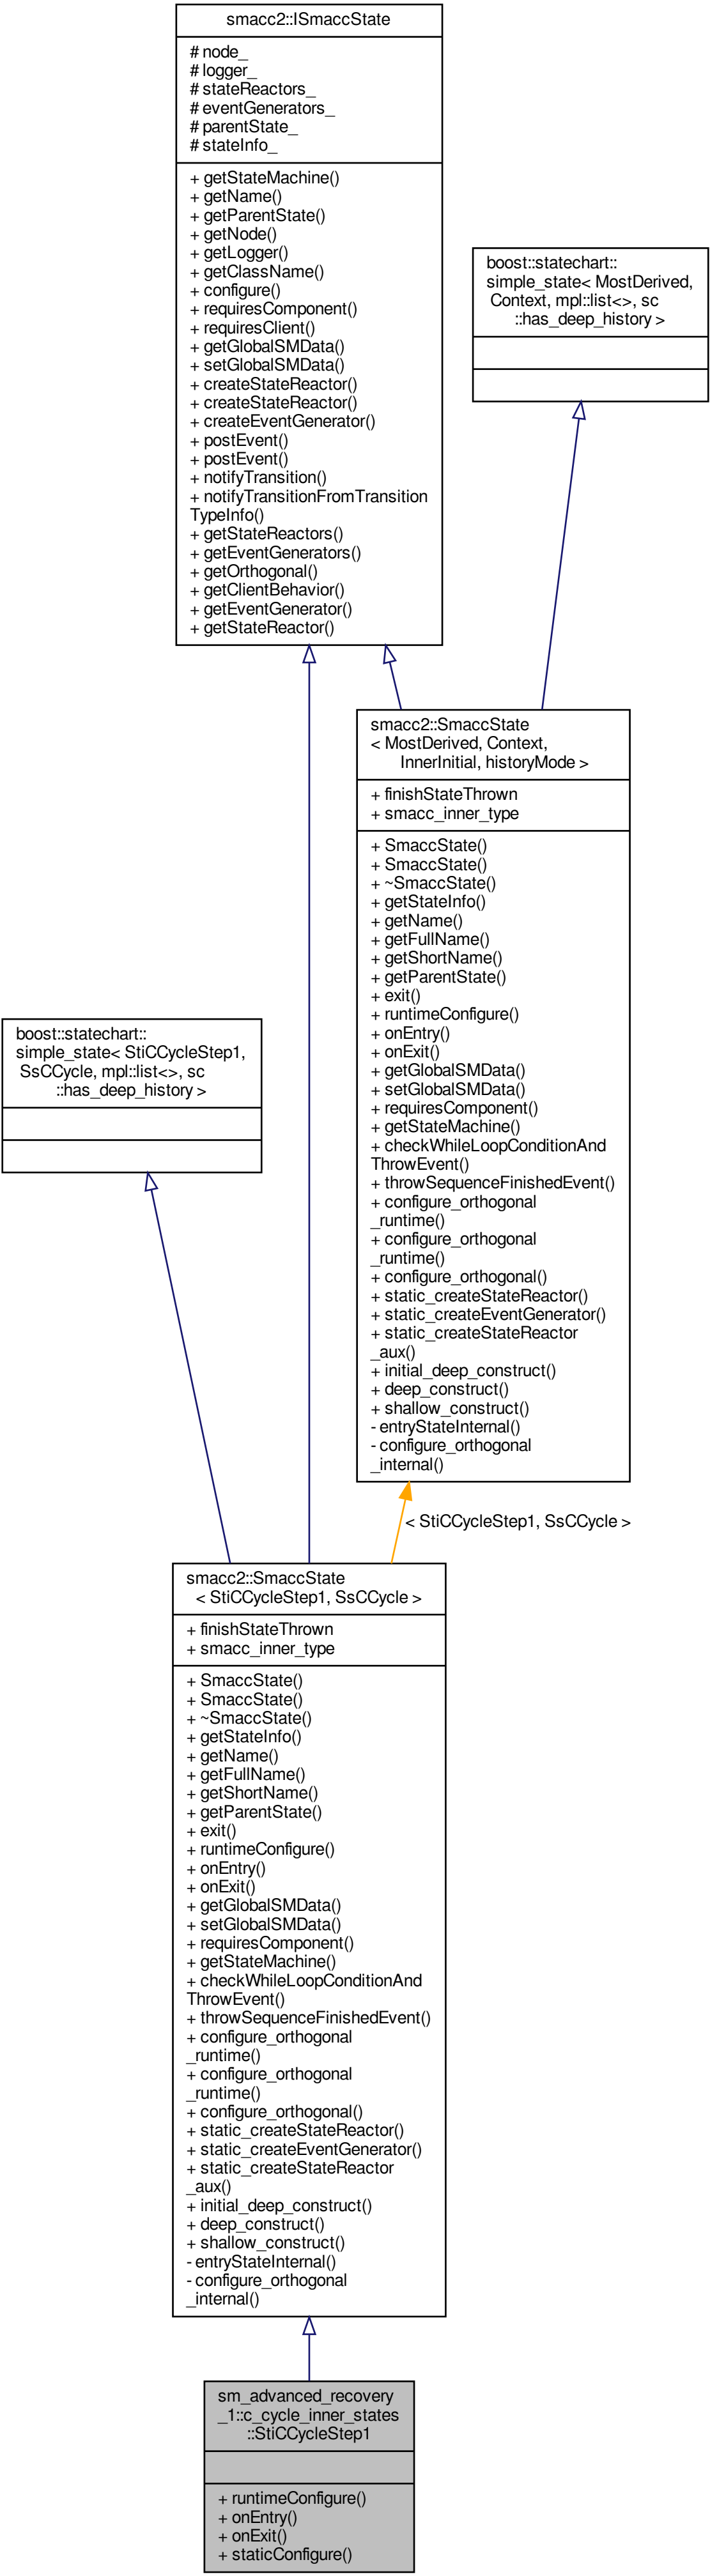 smacc2::ISmaccState
# node_
# logger_
# stateReactors_
# eventGenerators_
# parentState_
# stateInfo_
+ getStateMachine()
+ getName()
+ getParentState()
+ getNode()
+ getLogger()
+ getClassName()
+ configure()
+ requiresComponent()
+ requiresClient()
+ getGlobalSMData()
+ setGlobalSMData()
+ createStateReactor()
+ createStateReactor()
+ createEventGenerator()
+ postEvent()
+ postEvent()
+ notifyTransition()
+ notifyTransitionFromTransition
TypeInfo()
+ getStateReactors()
+ getEventGenerators()
+ getOrthogonal()
+ getClientBehavior()
+ getEventGenerator()
+ getStateReactor()
boost::statechart::
simple_state< MostDerived,
Context, mpl::list<>, sc
::has_deep_history >
smacc2::SmaccState
< MostDerived, Context,
InnerInitial, historyMode >
+ finishStateThrown
+ smacc_inner_type
+ SmaccState()
+ SmaccState()
+ ~SmaccState()
+ getStateInfo()
+ getName()
+ getFullName()
+ getShortName()
+ getParentState()
+ exit()
+ runtimeConfigure()
+ onEntry()
+ onExit()
+ getGlobalSMData()
+ setGlobalSMData()
+ requiresComponent()
+ getStateMachine()
+ checkWhileLoopConditionAnd
ThrowEvent()
+ throwSequenceFinishedEvent()
+ configure_orthogonal
_runtime()
+ configure_orthogonal
_runtime()
+ configure_orthogonal()
+ static_createStateReactor()
+ static_createEventGenerator()
+ static_createStateReactor
_aux()
+ initial_deep_construct()
+ deep_construct()
+ shallow_construct()
- entryStateInternal()
- configure_orthogonal
_internal()
boost::statechart::
simple_state< StiCCycleStep1,
SsCCycle, mpl::list<>, sc
::has_deep_history >
< StiCCycleStep1, SsCCycle >
smacc2::SmaccState
< StiCCycleStep1, SsCCycle >
+ finishStateThrown
+ smacc_inner_type
+ SmaccState()
+ SmaccState()
+ ~SmaccState()
+ getStateInfo()
+ getName()
+ getFullName()
+ getShortName()
+ getParentState()
+ exit()
+ runtimeConfigure()
+ onEntry()
+ onExit()
+ getGlobalSMData()
+ setGlobalSMData()
+ requiresComponent()
+ getStateMachine()
+ checkWhileLoopConditionAnd
ThrowEvent()
+ throwSequenceFinishedEvent()
+ configure_orthogonal
_runtime()
+ configure_orthogonal
_runtime()
+ configure_orthogonal()
+ static_createStateReactor()
+ static_createEventGenerator()
+ static_createStateReactor
_aux()
+ initial_deep_construct()
+ deep_construct()
+ shallow_construct()
- entryStateInternal()
- configure_orthogonal
_internal()
sm_advanced_recovery
_1::c_cycle_inner_states
::StiCCycleStep1
+ runtimeConfigure()
+ onEntry()
+ onExit()
+ staticConfigure()